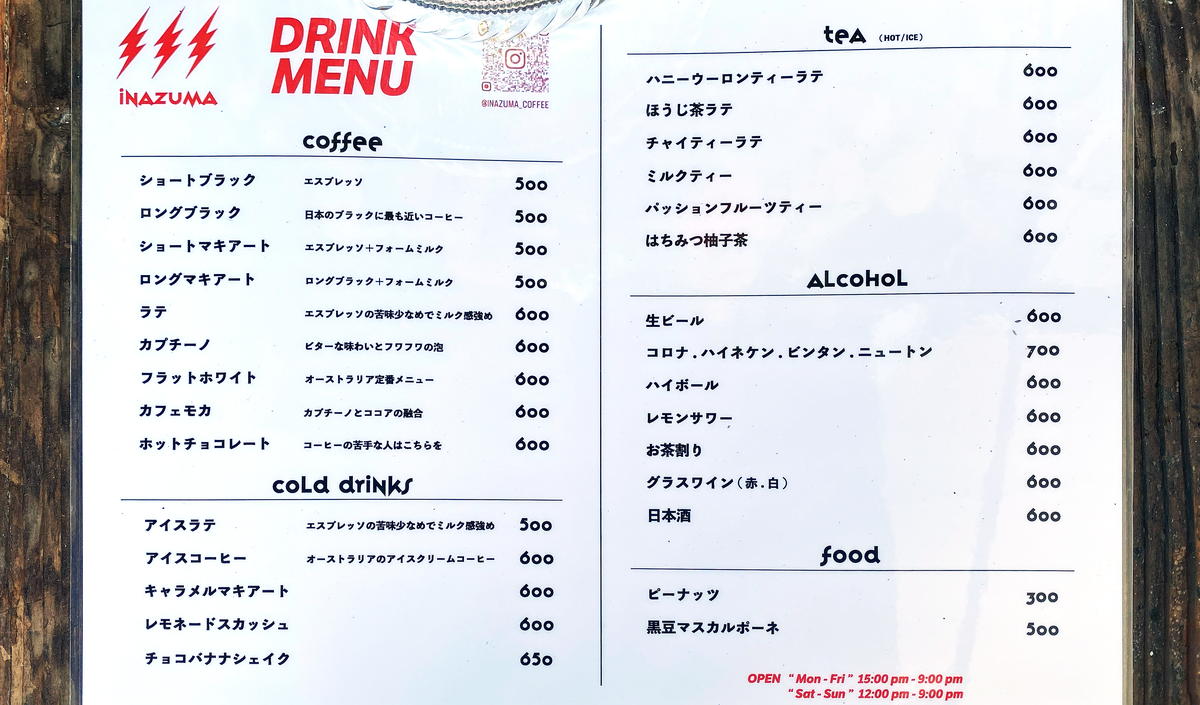 INAZUMA
DRINK
MENU
@INAZUMA_COFFEE
coffee
ショートブラック エスプレッソ 500
ロングブラック 日本のブラックに最も近いコーヒー 500
ショートマキアート エスプレッソ＋フォームミルク 500
ロングマキアート ロングブラック＋フォームミルク 500
ラテ エスプレッソの苦味少なめでミルク感強め 600
カプチーノ ビターな味わいとフワフワの泡 600
フラットホワイト オーストラリア定番メニュー 600
カフェモカ カプチーノとココアの融合 600
ホットチョコレート コーヒーの苦手な人はこちらを 600
cold drinks
アイスラテ エスプレッソの苦味少なめでミルク感強め 500
アイスコーヒー オーストラリアのアイスクリームコーヒー 600
キャラメルマキアート 600
レモネードスカッシュ 600
チョコバナナシェイク 650
tea (HOT/ICE)
ハニーウーロンティーラテ 600
ほうじ茶ラテ 600
チャイティーラテ 600
ミルクティー 600
パッションフルーツティー 600
はちみつ柚子茶 600
ALcoHoL
生ビール 600
コロナ.ハイネケン.ビンタン.ニュートン 700
ハイボール 600
レモンサワー 600
お茶割り 600
グラスワイン(赤.白) 600
日本酒 600
food
ピーナッツ 300
黒豆マスカルポーネ 500
OPEN "Mon - Fri" 15:00 pm - 9:00 pm
"Sat - Sun" 12:00 pm - 9:00 pm